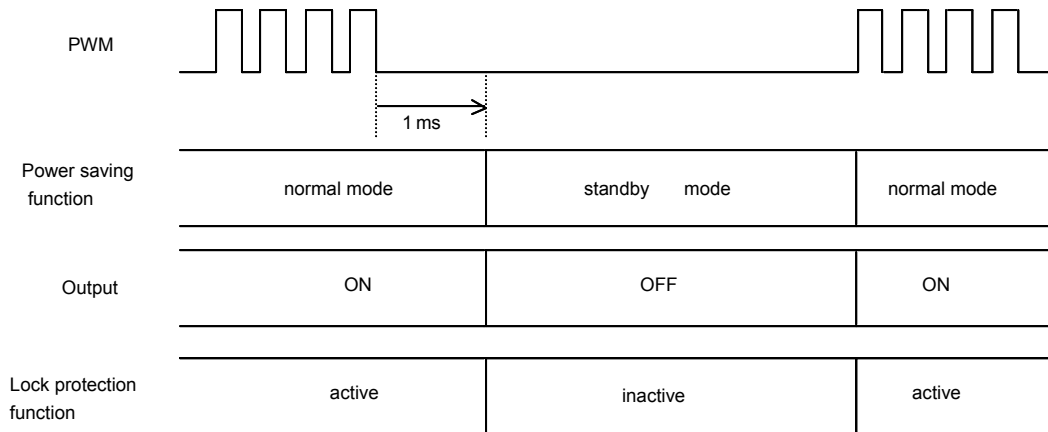 PWM
1 ms
Power saving
function
normal mode
standby mode
normal mode
Output
ON
OFF
ON
Lock protection
function
active
inactive
active